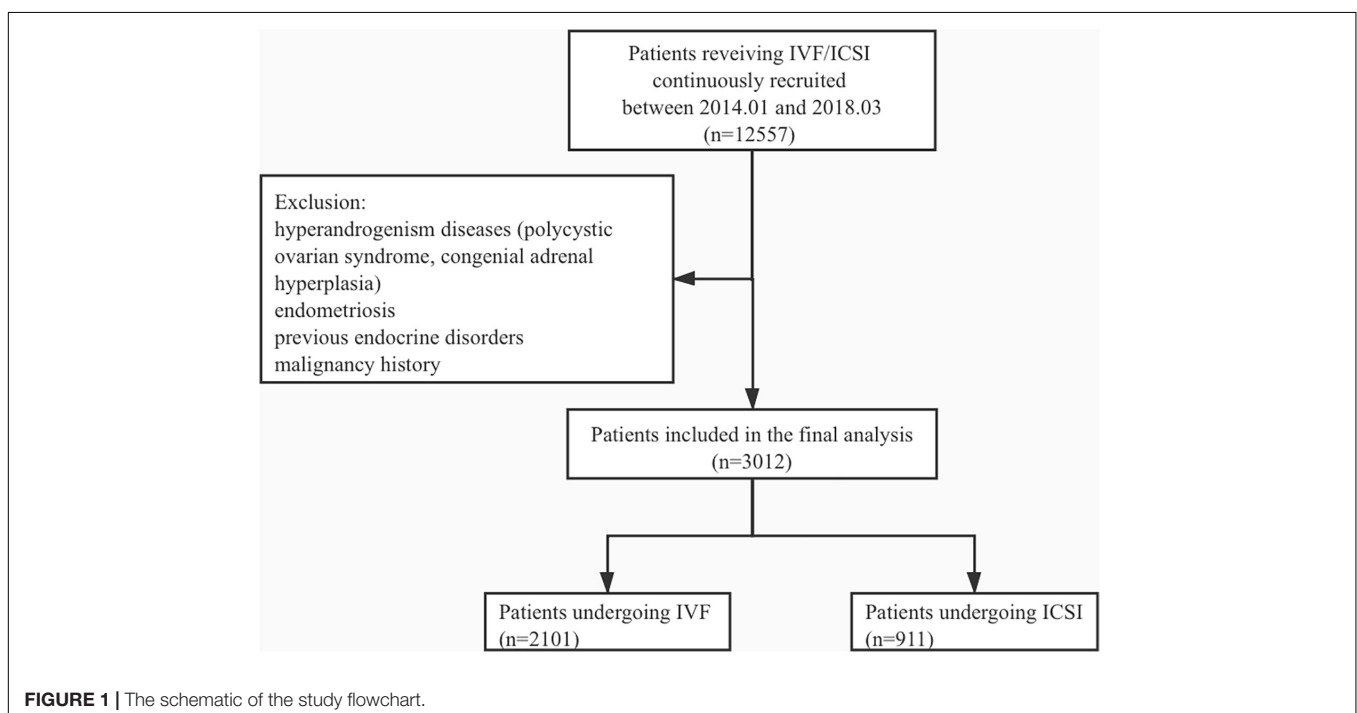 Patients reveiving IVF/ICSI
continuously recruited
between 2014.01 and 2018.03
(n=12557)
Exclusion:
hyperandrogenism diseases (polycystic
ovarian syndrome, congenial adrenal
hyperplasia)
endometriosis
previous endocrine disorders
malignancy history
Patients included in the final analysis
(n=3012)
Patients undergoing IVF
(n=2101)
Patients undergoing ICSI
(n=911)
FIGURE 1 | The schematic of the study flowchart.